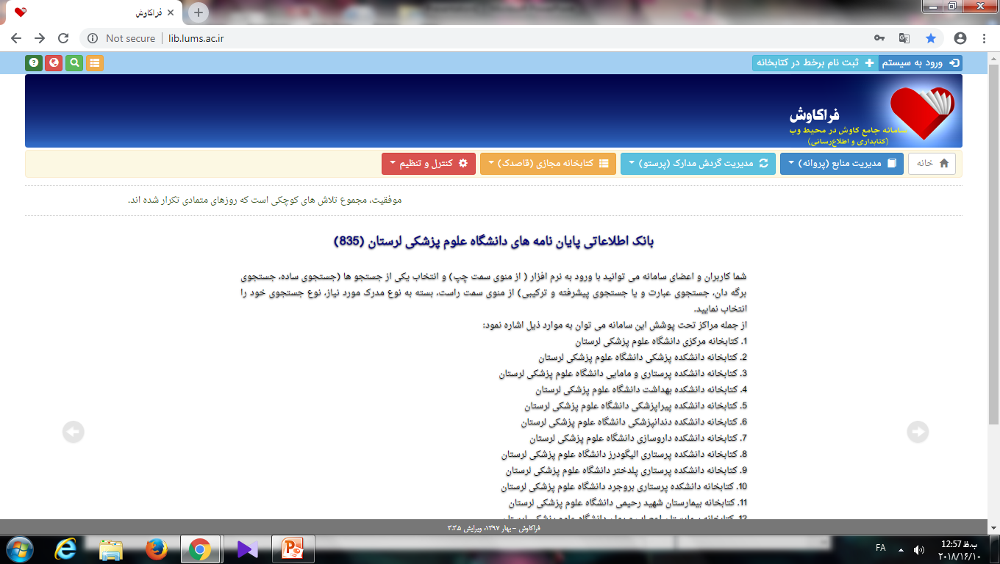 فراکاوش
Not secure
lib.lums.ac.ir
ورود به سیستم
ثبت نام برخط در کتابخانه
فراکاوش
سامانه جامع کاوش در محیط وب
(کتابداری و اطلاع‌رسانی)
خانه
مدیریت منابع (پروانه)
مدیریت گردش مدارک (پرستو)
کتابخانه مجازی (قاصدک)
کنترل و تنظیم
موفقیت، مجموع تلاش های کوچکی است که روزهای متمادی تکرار شده اند.
بانک اطلاعاتی پایان نامه های دانشگاه علوم پزشکی لرستان (835)
شما کاربران و اعضای سامانه می توانید با ورود به نرم افزار ( از منوی سمت چپ) و انتخاب یکی از جستجو ها (جستجوی ساده، جستجوی
برگه دان، جستجوی عبارت و یا جستجوی پیشرفته و ترکیبی) از منوی سمت راست، بسته به نوع مدرک مورد نیاز، نوع جستجوی خود را
انتخاب نمایید.
از جمله مراکز تحت پوشش این سامانه می توان به موارد ذیل اشاره نمود:
1. کتابخانه مرکزی دانشگاه علوم پزشکی لرستان
2. کتابخانه دانشکده پزشکی دانشگاه علوم پزشکی لرستان
3. کتابخانه دانشکده پرستاری و مامایی دانشگاه علوم پزشکی لرستان
4. کتابخانه دانشکده بهداشت دانشگاه علوم پزشکی لرستان
5. کتابخانه دانشکده پیراپزشکی دانشگاه علوم پزشکی لرستان
6. کتابخانه دانشکده دندانپزشکی دانشگاه علوم پزشکی لرستان
7. کتابخانه دانشکده داروسازی دانشگاه علوم پزشکی لرستان
8. کتابخانه دانشکده پرستاری الیگودرز دانشگاه علوم پزشکی لرستان
9. کتابخانه دانشکده پرستاری پلدختر دانشگاه علوم پزشکی لرستان
10. کتابخانه دانشکده پرستاری بروجرد دانشگاه علوم پزشکی لرستان
11. کتابخانه بیمارستان شهید رحیمی دانشگاه علوم پزشکی لرستان
فراکاوش - بهار ۱۳۹۷، ویرایش ۳.۳.۵
FA
12:57 ب.ظ
۲۰۱۸/۱۶/۱۰